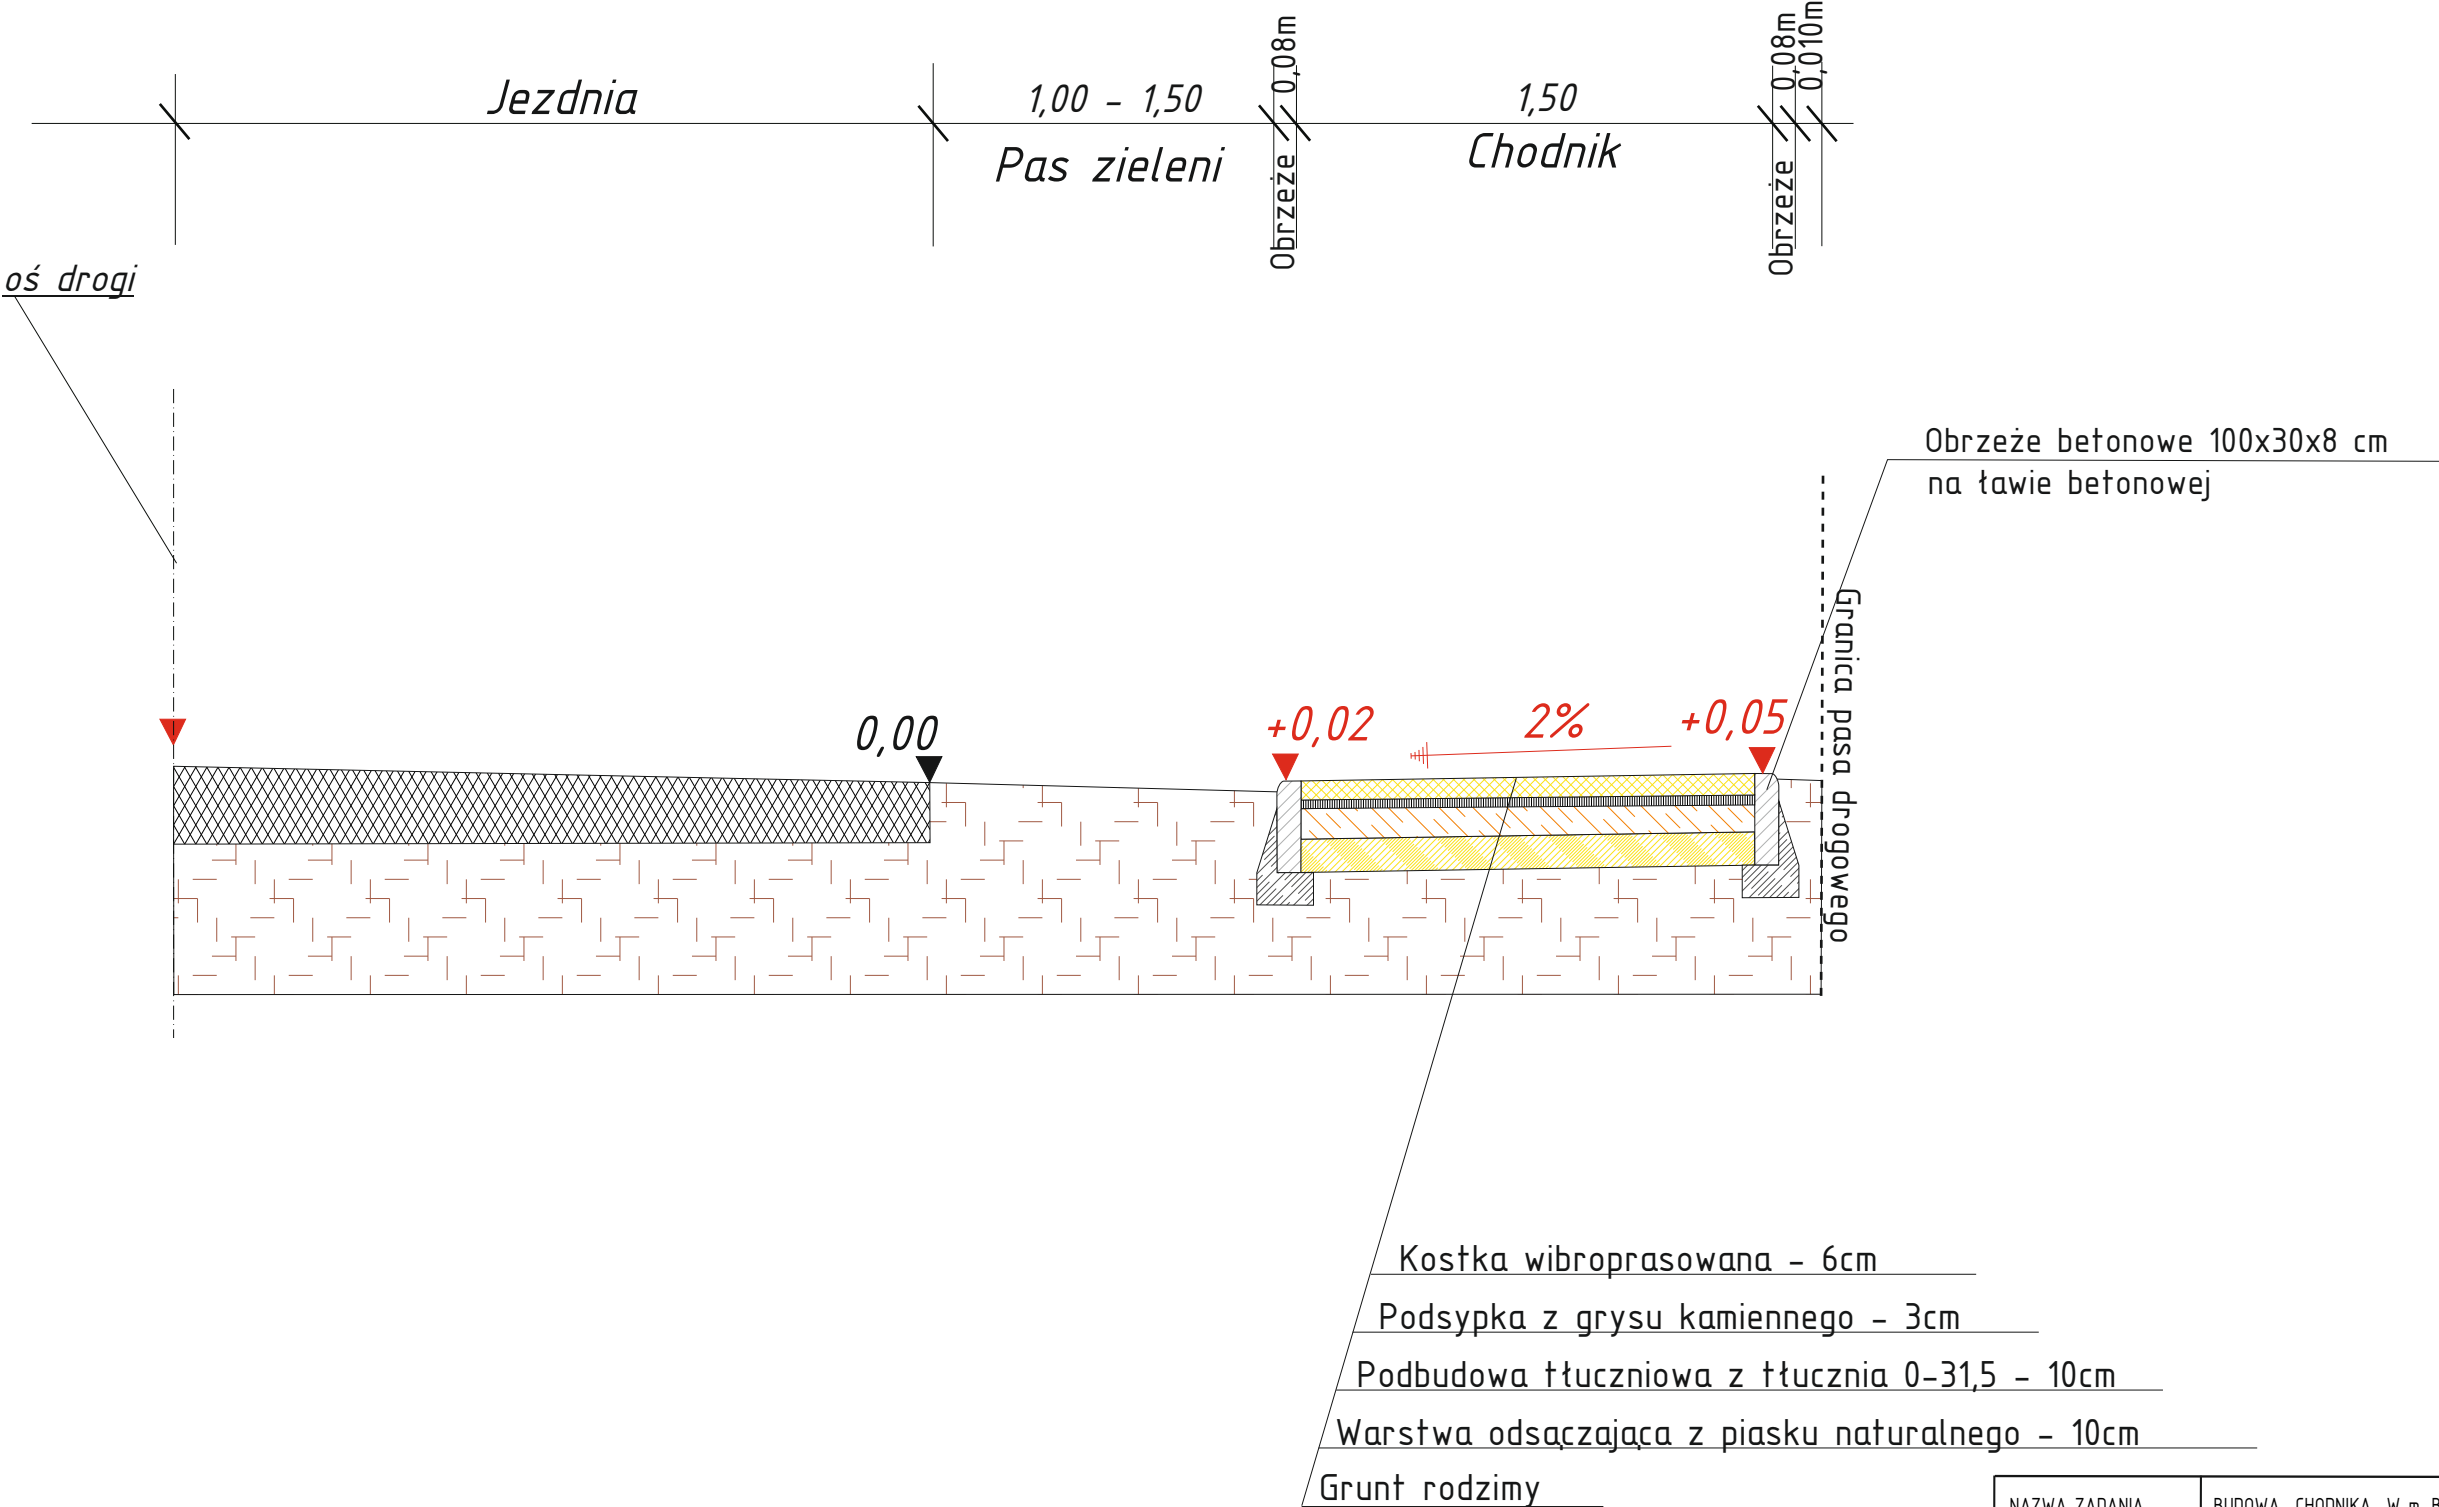 Jezdnia
1,00 - 1,50
Pas zieleni
Obrzeże 0,08m
1,50
Chodnik
Obrzeże 0,08m
0,010m
oś drogi
Obrzeże betonowe 100x30x8 cm
na ławie betonowej
Granica pasa drogowego
0,00
+0,02
2%
+0,05
Kostka wibroprasowana - 6cm
Podsypka z grysu kamiennego - 3cm
Podbudowa tłuczniowa z tłucznia 0-31,5 - 10cm
Warstwa odsączająca z piasku naturalnego - 10cm
Grunt rodzimy
NAZWA ZADANIA
BUDOWA CHODNIKA W m